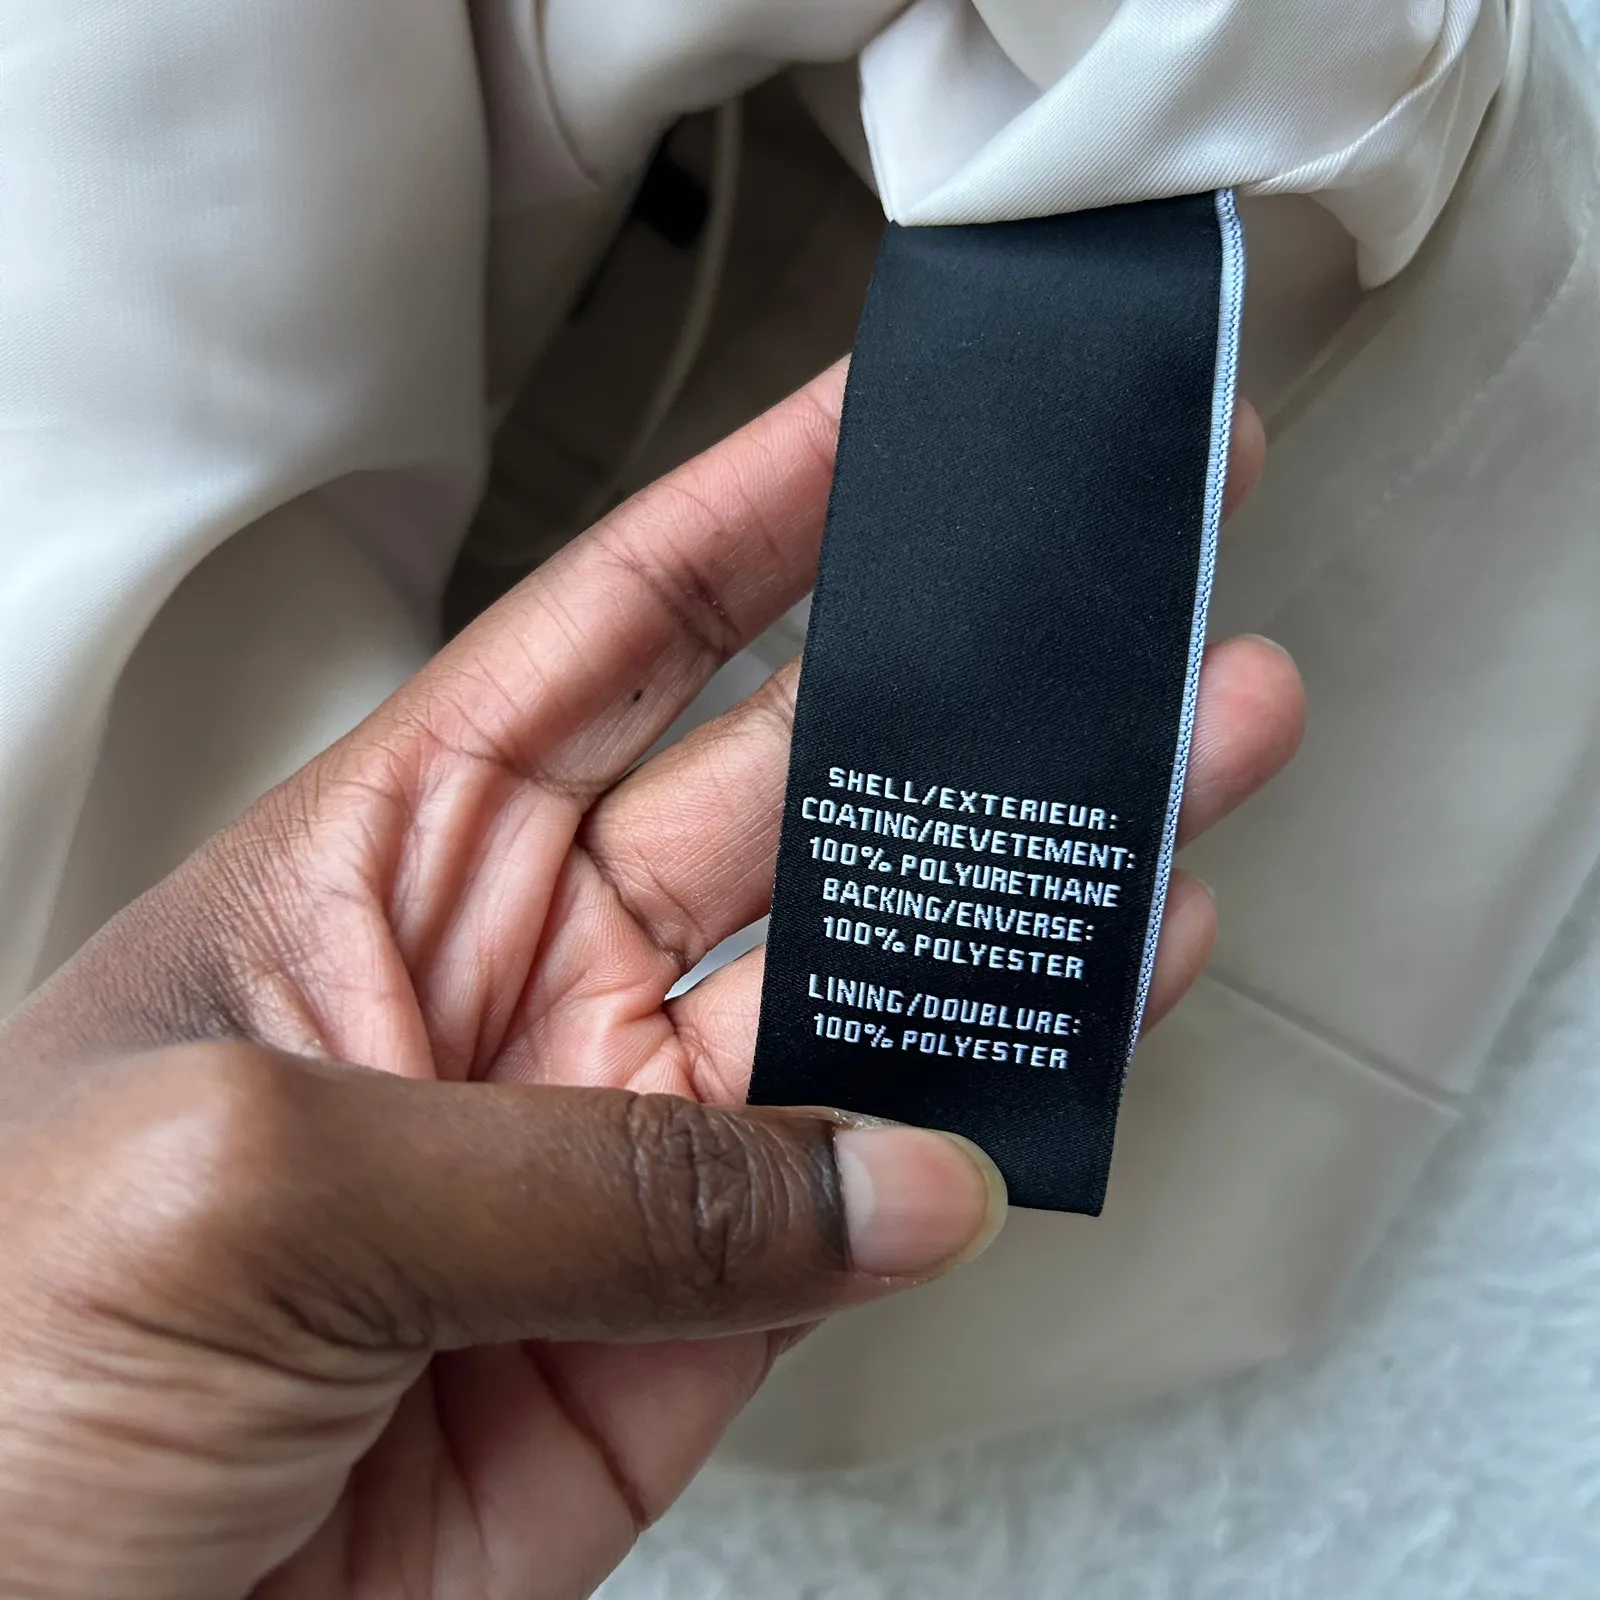 SHELL/EXTERIEUR:
COATING/REVETEMENT:
100% POLYURETHANE
BACKING/ENVERSE:
100% POLYESTER
LINING/DOUBLURE:
100% POLYESTER